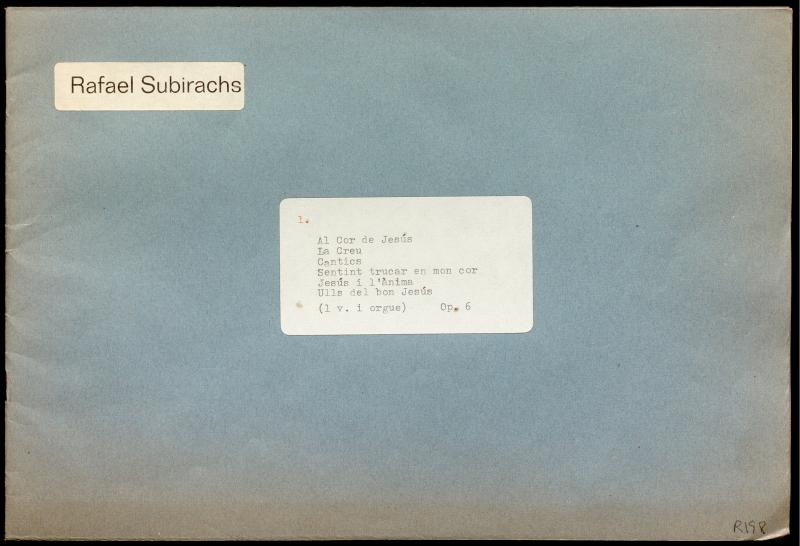 Rafael Subirachs
1.
Al Cor de Jesús
La Creu
Cantics
Sentint trucar en mon cor
Jesús i l'Ànima
Ulls del bon Jesús
(1 v. i orgue) Op. 6
R198